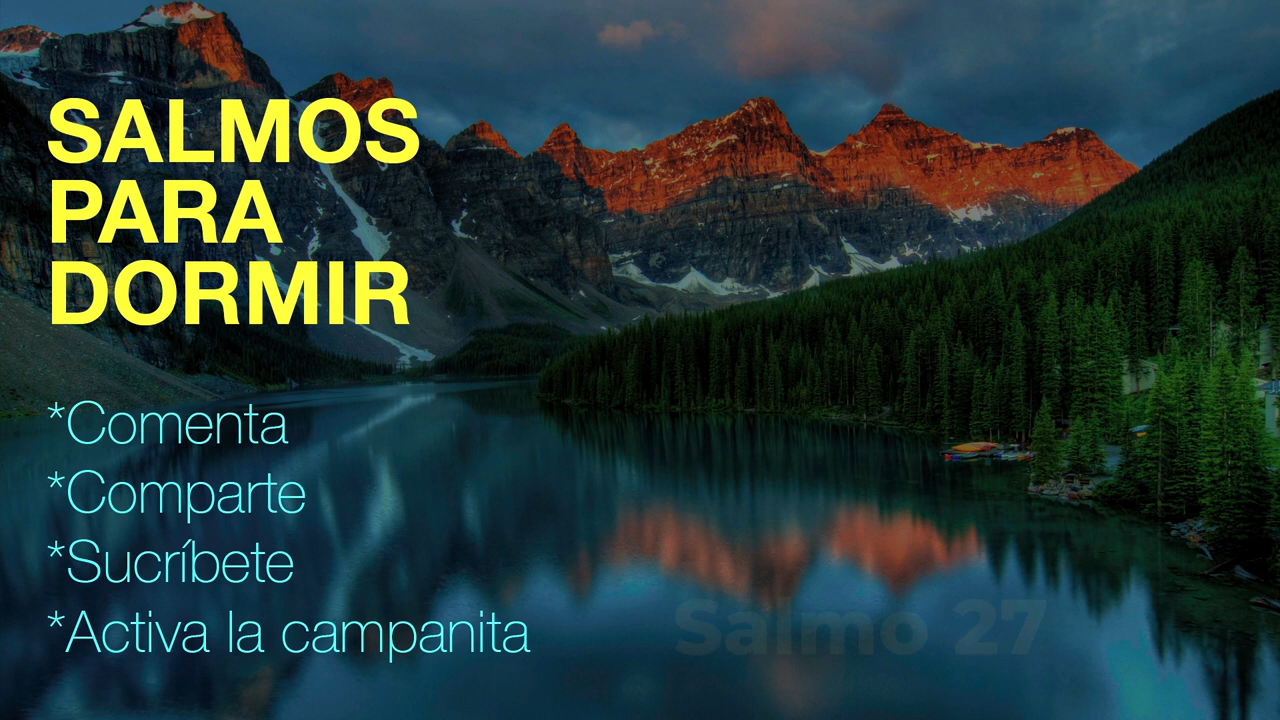 SALMOS
PARA
DORMIR
*Comenta
*Comparte
*Sucríbete
*Activa la campanita
Salmo 27